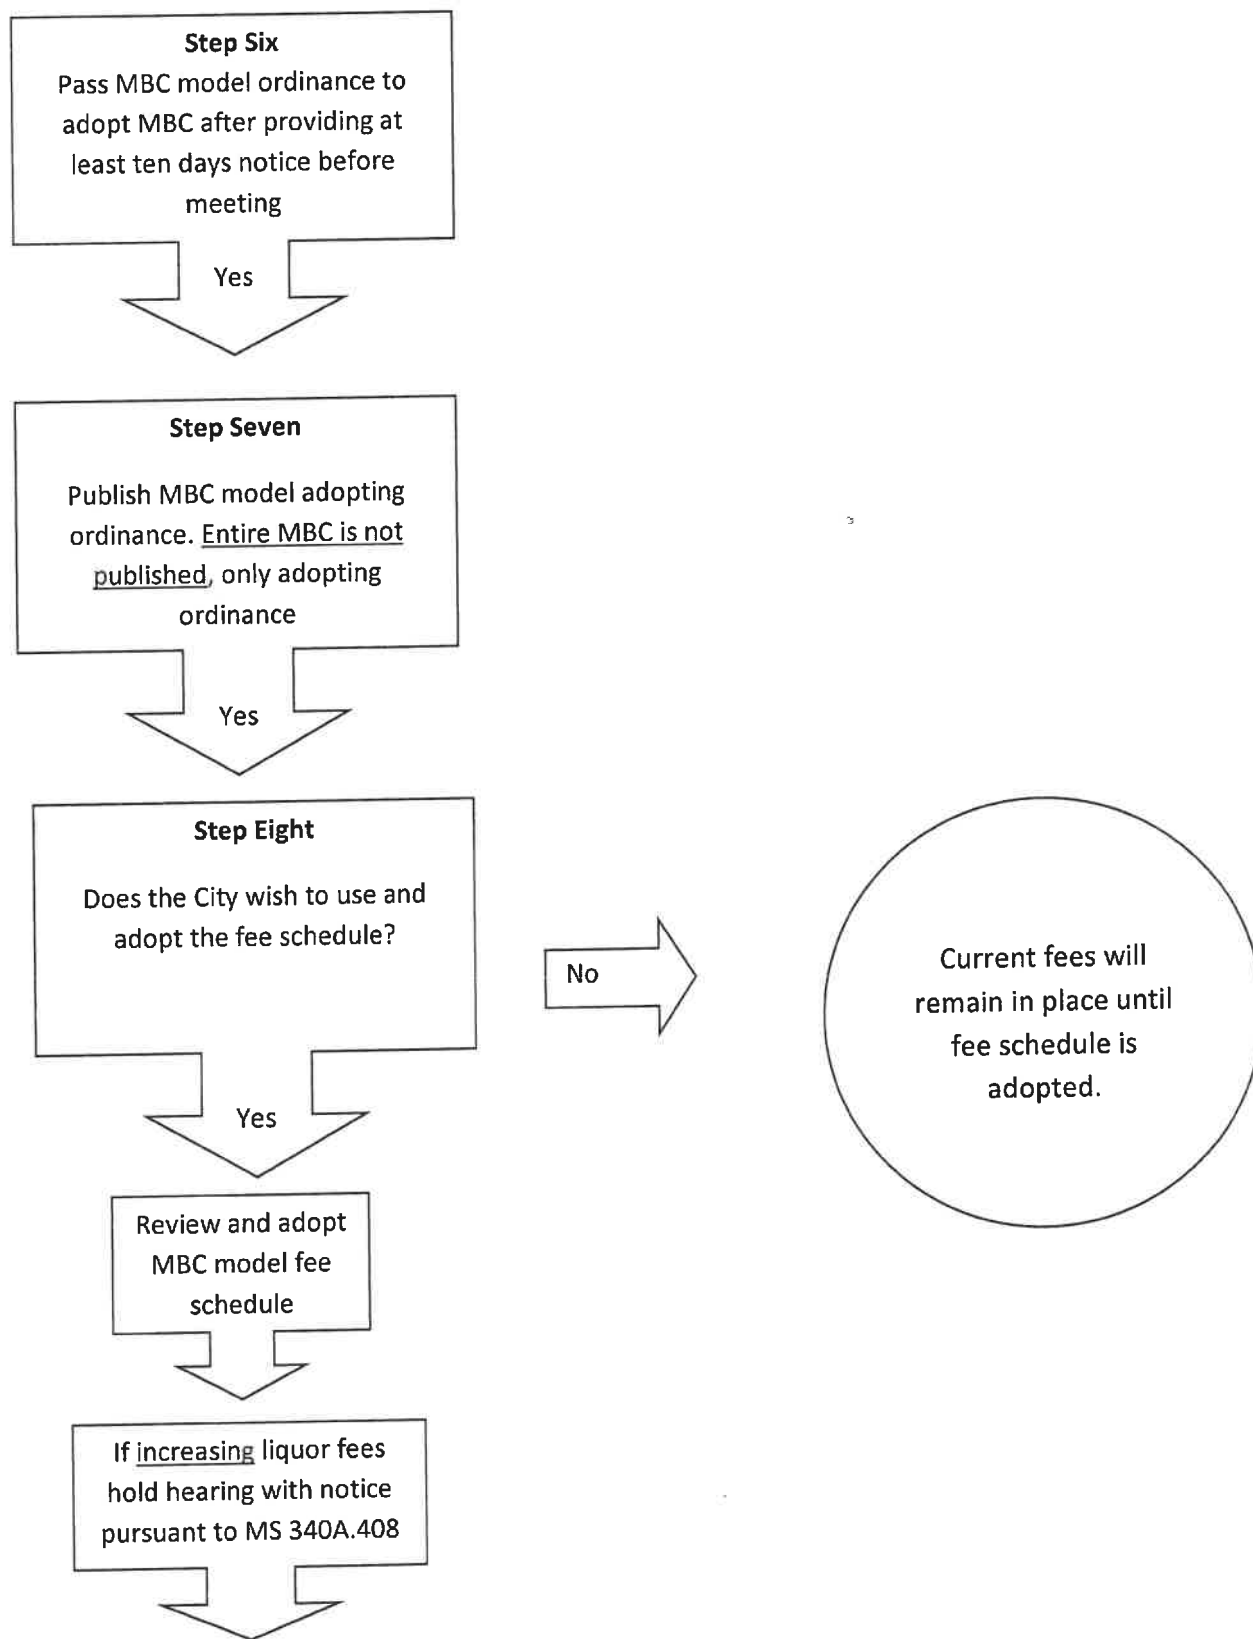 Step Six
Pass MBC model ordinance to
adopt MBC after providing at
least ten days notice before
meeting
Yes
Step Seven
Publish MBC model adopting
ordinance. Entire MBC is not
published, only adopting
ordinance
Yes
Step Eight
Does the City wish to use and
adopt the fee schedule?
No
Current fees will
remain in place until
fee schedule is
adopted.
Yes
Review and adopt
MBC model fee
schedule
If increasing liquor fees
hold hearing with notice
pursuant to MS 340A.408